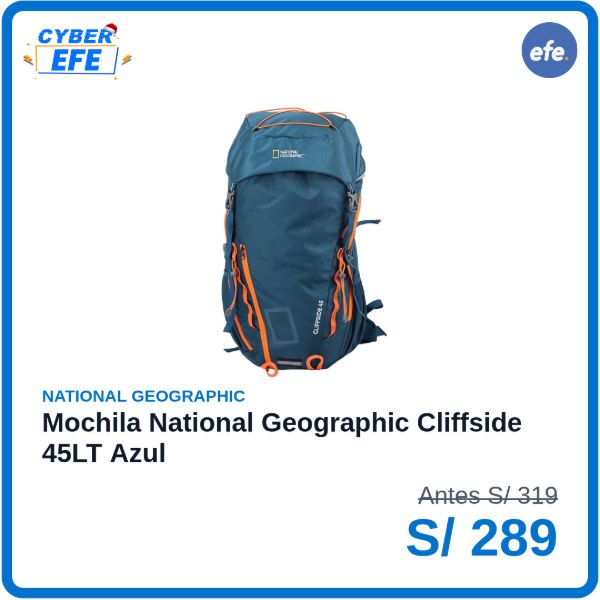 CYBER
EFE
efe.
NATIONAL
GEOGRAPHIC
CLIFFSIDE 45
NATIONAL GEOGRAPHIC
Mochila National Geographic Cliffside
45LT Azul
Antes S/ 319
S/ 289